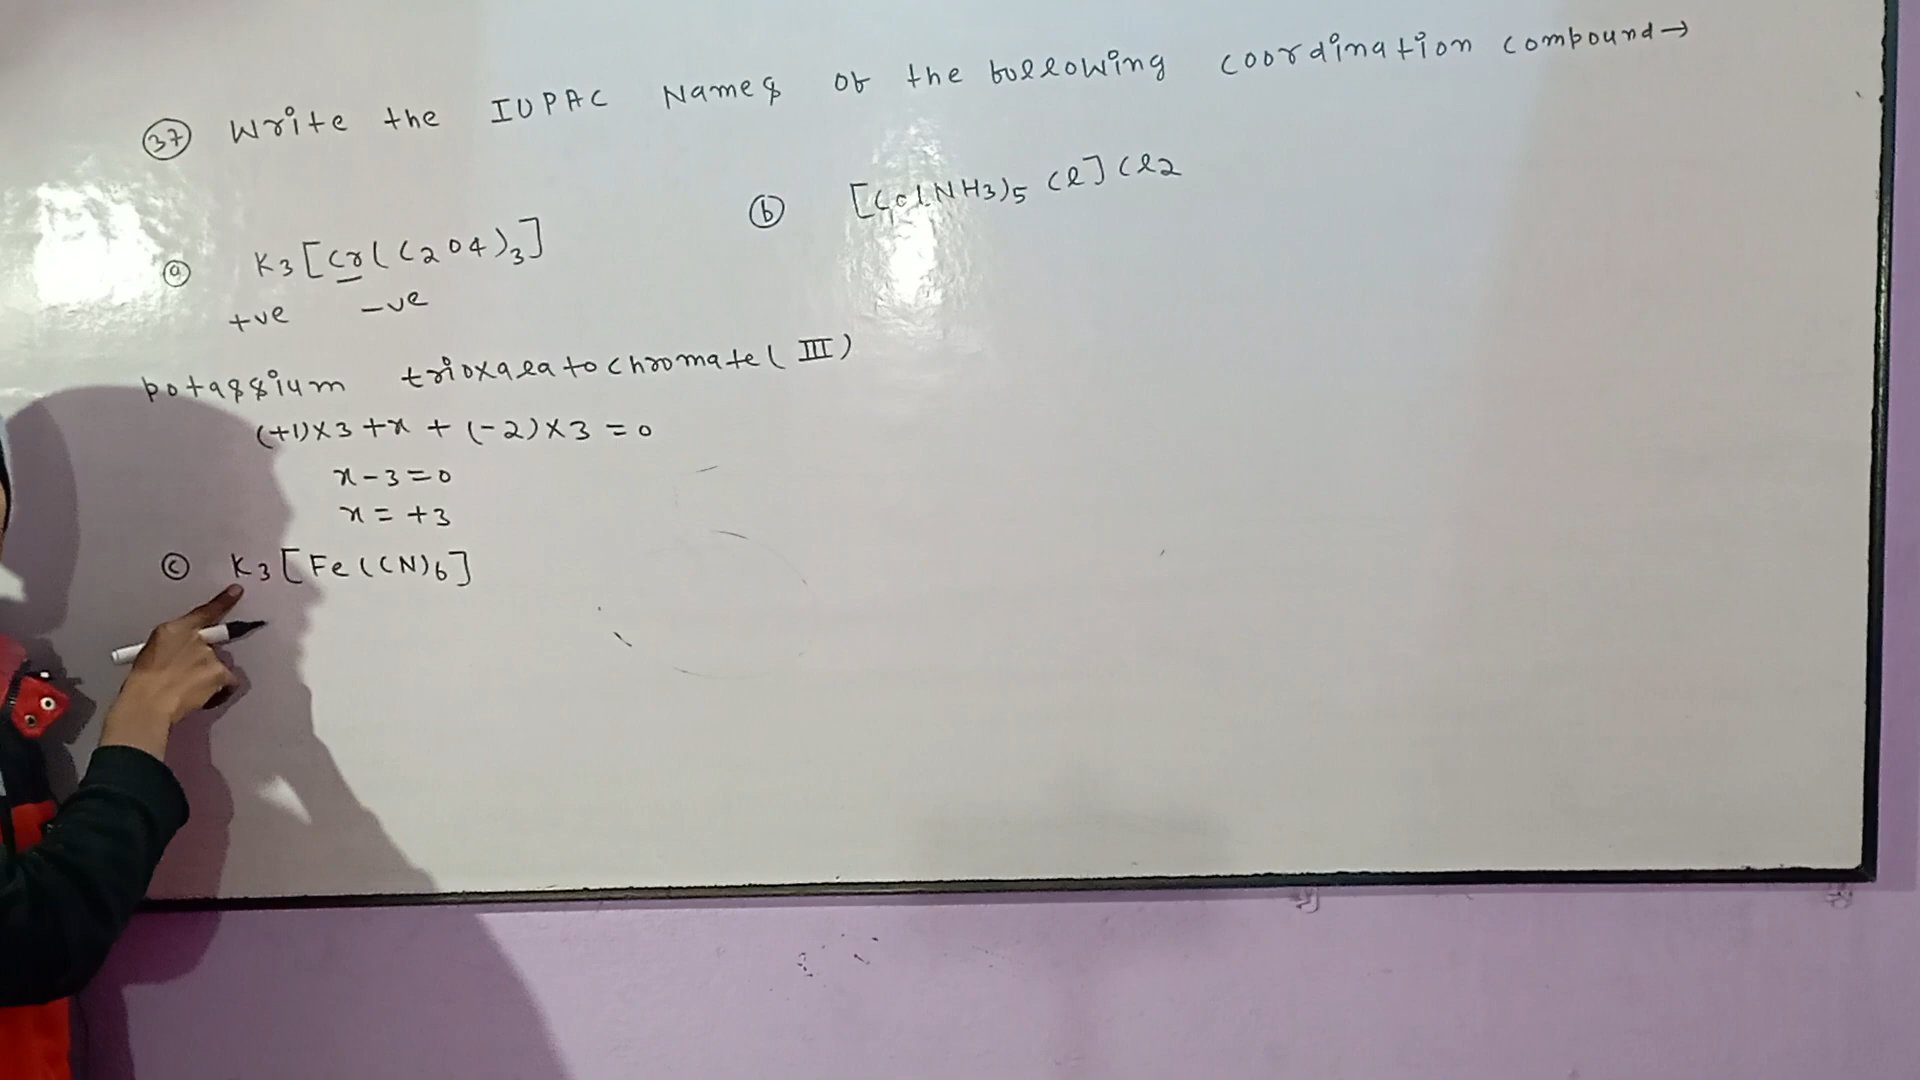 37 Write the IUPAC Names of the following coordination compound→
a K3[Cr(C2O4)3]
+ve -ve
b [Co(NH3)5 Cl]Cl2
potassium trioxalatochromate(III)
(+1)×3+x+(-2)×3=0
x-3=0
x=+3
c K3[Fe(CN)6]